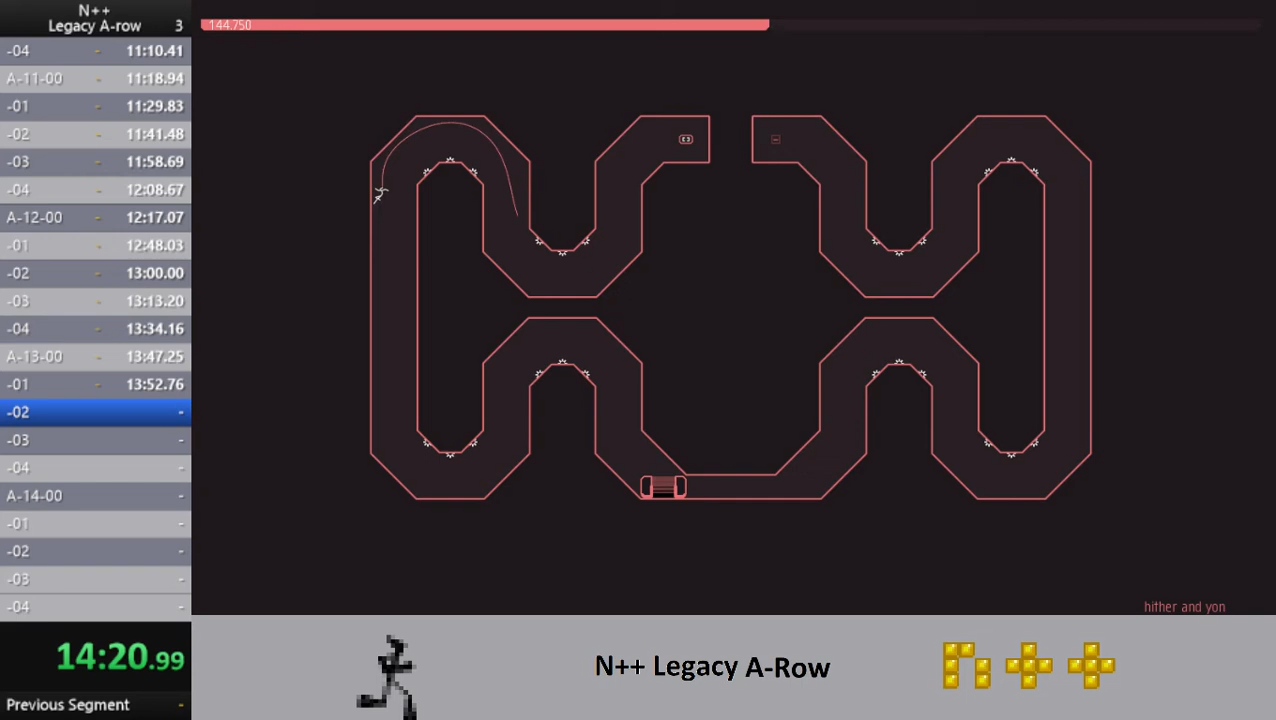 N++
Legacy A-row 3
-04 - 11:10.41
A-11-00 - 11:18.94
-01 - 11:29.83
-02 - 11:41.48
-03 - 11:58.69
-04 - 12:08.67
A-12-00 - 12:17.07
-01 - 12:48.03
-02 - 13:00.00
-03 - 13:13.20
-04 - 13:34.16
A-13-00 - 13:47.25
-01 - 13:52.76
-02 -
-03 -
-04 -
A-14-00 -
-01 -
-02 -
-03 -
-04 -
14:20.99
Previous Segment -
144.750
hither and yon
N++ Legacy A-Row
n++